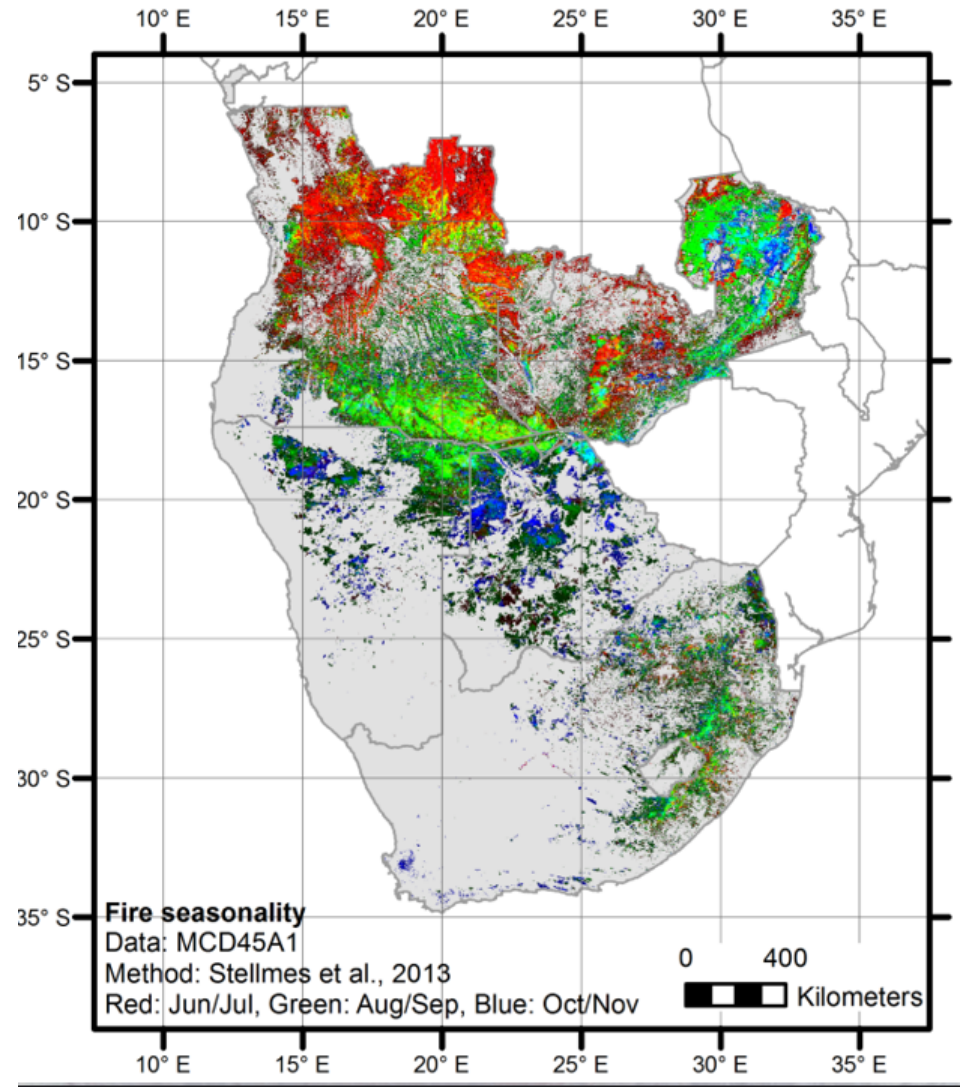 10° E 15° E 20° E 25° E 30° E 35° E
5° S
10° S
15° S
20° S
25° S
30° S
35° S
Fire seasonality
Data: MCD45A1
Method: Stellmes et al., 2013
Red: Jun/Jul, Green: Aug/Sep, Blue: Oct/Nov
0 400
Kilometers
10° E 15° E 20° E 25° E 30° E 35° E